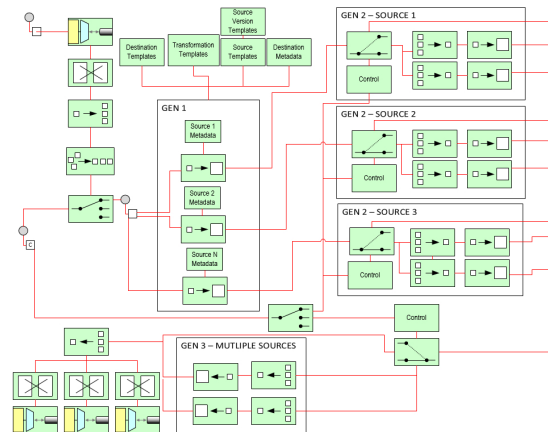 Source
Version
Templates
Destination
Templates
Transformation
Templates
Source
Templates
Destination
Metadata
GEN 1
Source 1
Metadata
Source 2
Metadata
Source N
Metadata
GEN 2 – SOURCE 1
Control
GEN 2 – SOURCE 2
Control
GEN 2 – SOURCE 3
Control
C
Control
GEN 3 – MUTLIPLE SOURCES